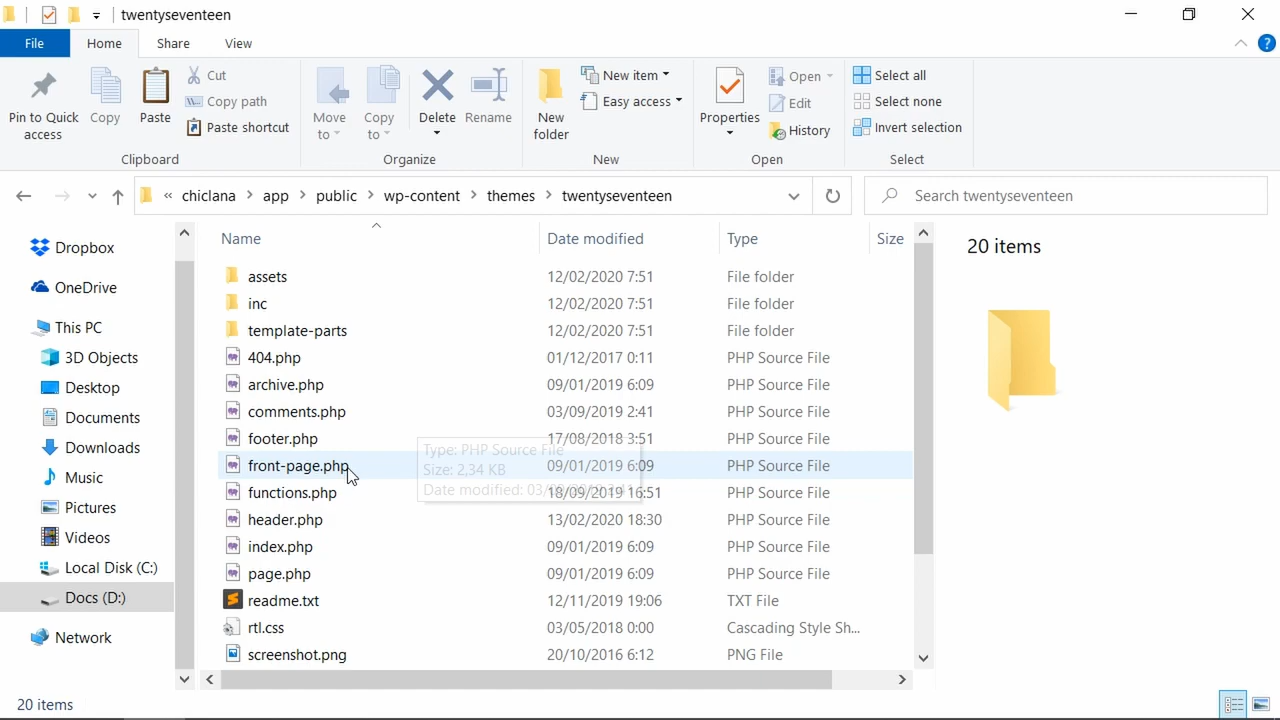 twentyseventeen
File Home Share View
Pin to Quick access
Copy
Paste
Cut
Copy path
Paste shortcut
Clipboard
Move to
Copy to
Delete
Rename
Organize
New folder
New item
Easy access
New
Properties
Open
Edit
History
Open
Select all
Select none
Invert selection
Select
« chiclana > app > public > wp-content > themes > twentyseventeen
Search twentyseventeen
Dropbox
OneDrive
This PC
3D Objects
Desktop
Documents
Downloads
Music
Pictures
Videos
Local Disk (C:)
Docs (D:)
Network
Name Date modified Type Size
assets 12/02/2020 7:51 File folder
inc 12/02/2020 7:51 File folder
template-parts 12/02/2020 7:51 File folder
404.php 01/12/2017 0:11 PHP Source File
archive.php 09/01/2019 6:09 PHP Source File
comments.php 03/09/2019 2:41 PHP Source File
footer.php 17/08/2018 3:51 PHP Source File
front-page.php 09/01/2019 6:09 PHP Source File
functions.php 18/09/2019 16:51 PHP Source File
header.php 13/02/2020 18:30 PHP Source File
index.php 09/01/2019 6:09 PHP Source File
page.php 09/01/2019 6:09 PHP Source File
readme.txt 12/11/2019 19:06 TXT File
rtl.css 03/05/2018 0:00 Cascading Style Sh...
screenshot.png 20/10/2016 6:12 PNG File
Type: PHP Source File
Size: 2,34 KB
Date modified:
20 items
20 items